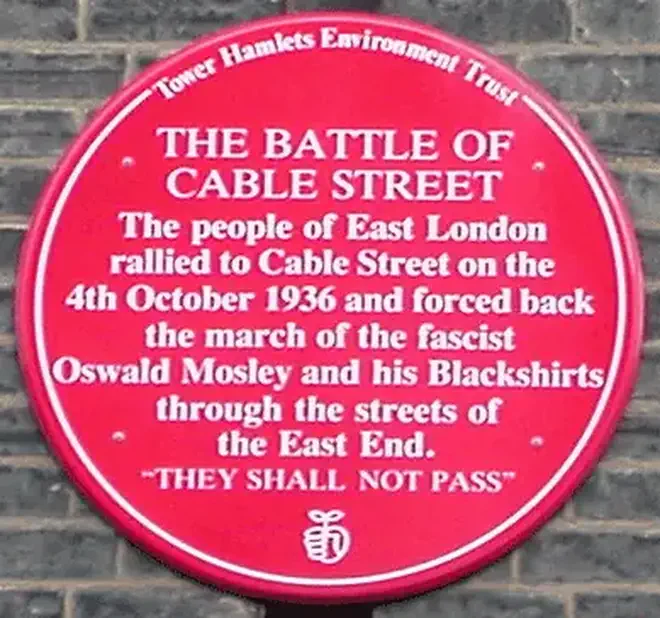 Tower Hamlets Environment Trust
THE BATTLE OF
CABLE STREET
The people of East London
rallied to Cable Street on the
4th October 1936 and forced back
the march of the fascist
Oswald Mosley and his Blackshirts
through the streets of
the East End.
"THEY SHALL NOT PASS"